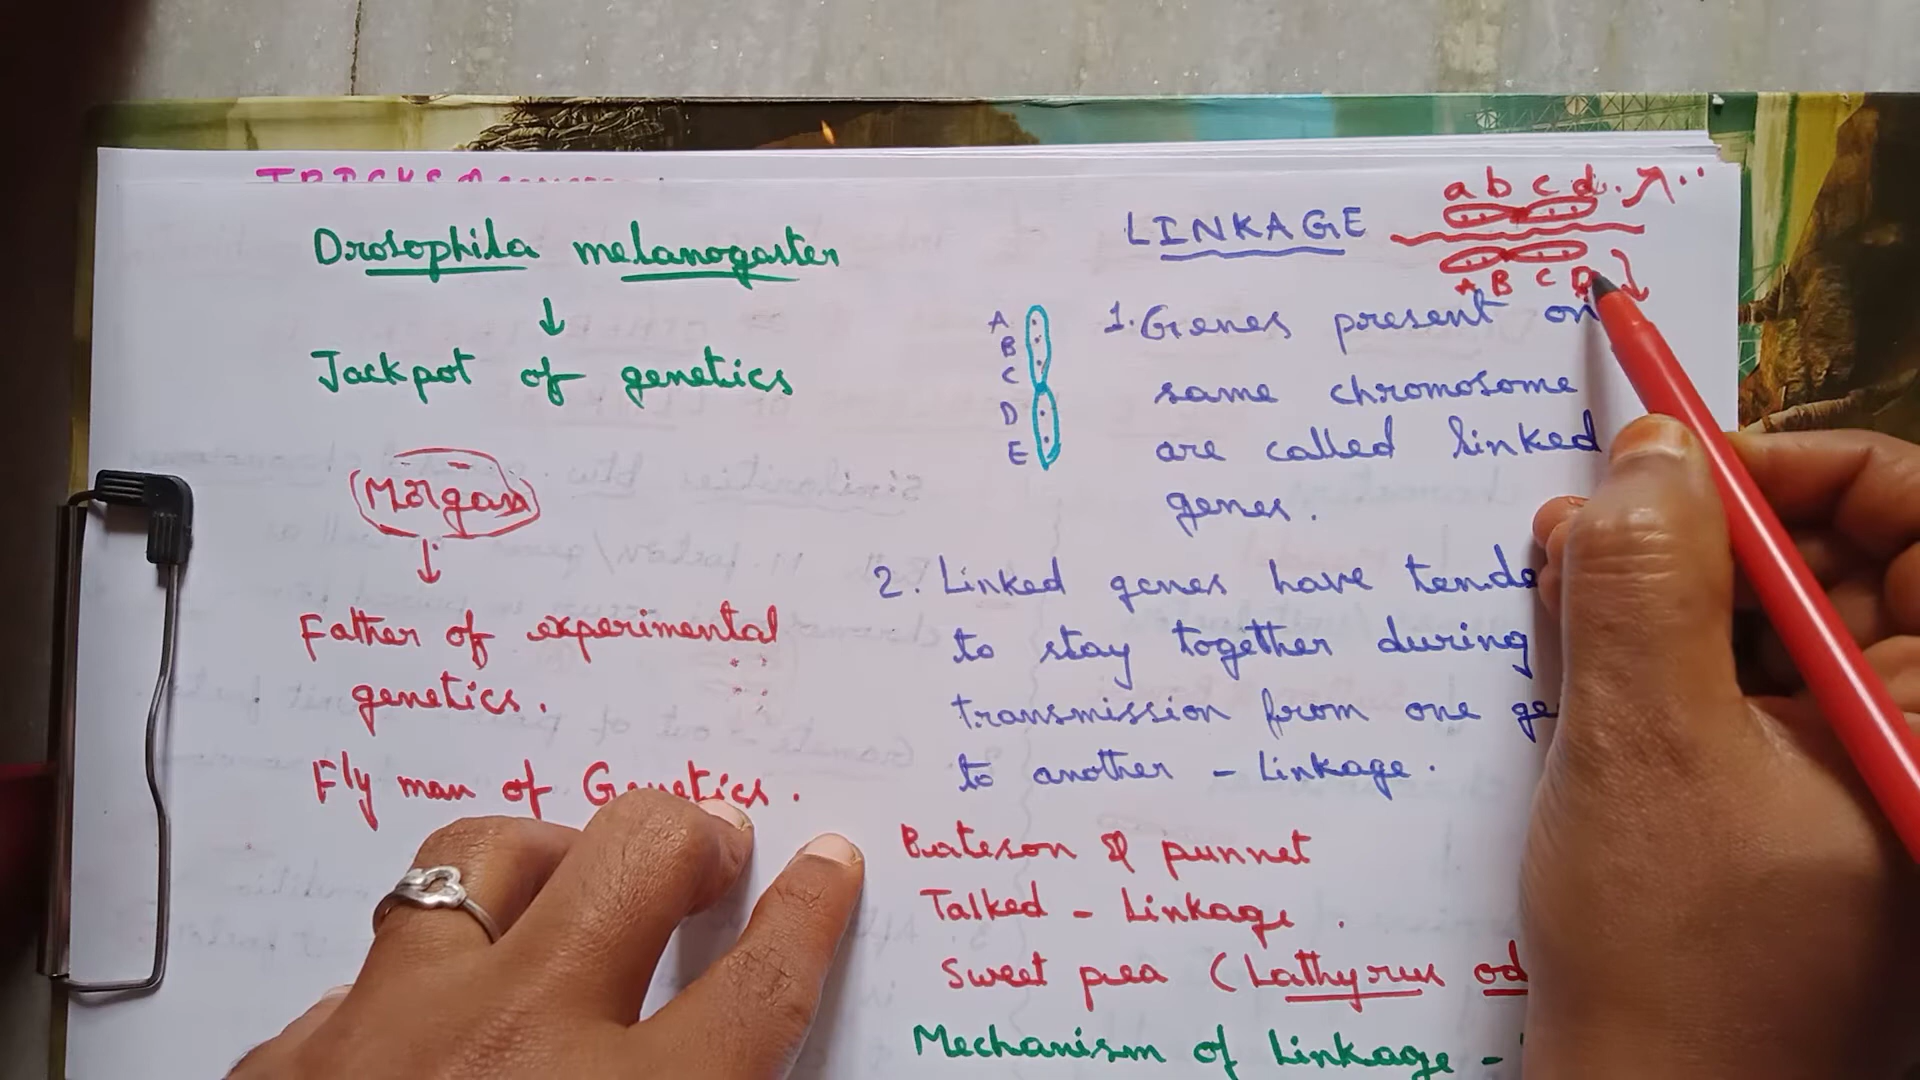 Drosophila melanogaster
Jackpot of genetics
Morgan
Father of experimental
genetics.
Fly man of Genetics.
LINKAGE
a b c d
A B C D
A
B
C
D
E
1. Genes present on
same chromosome
are called linked
genes.
2. Linked genes have tende
to stay together during
transmission from one ge
to another - linkage.
Bateson & punnet
Talked - Linkage.
Sweet pea (Lathyrus od
Mechanism of linkage -